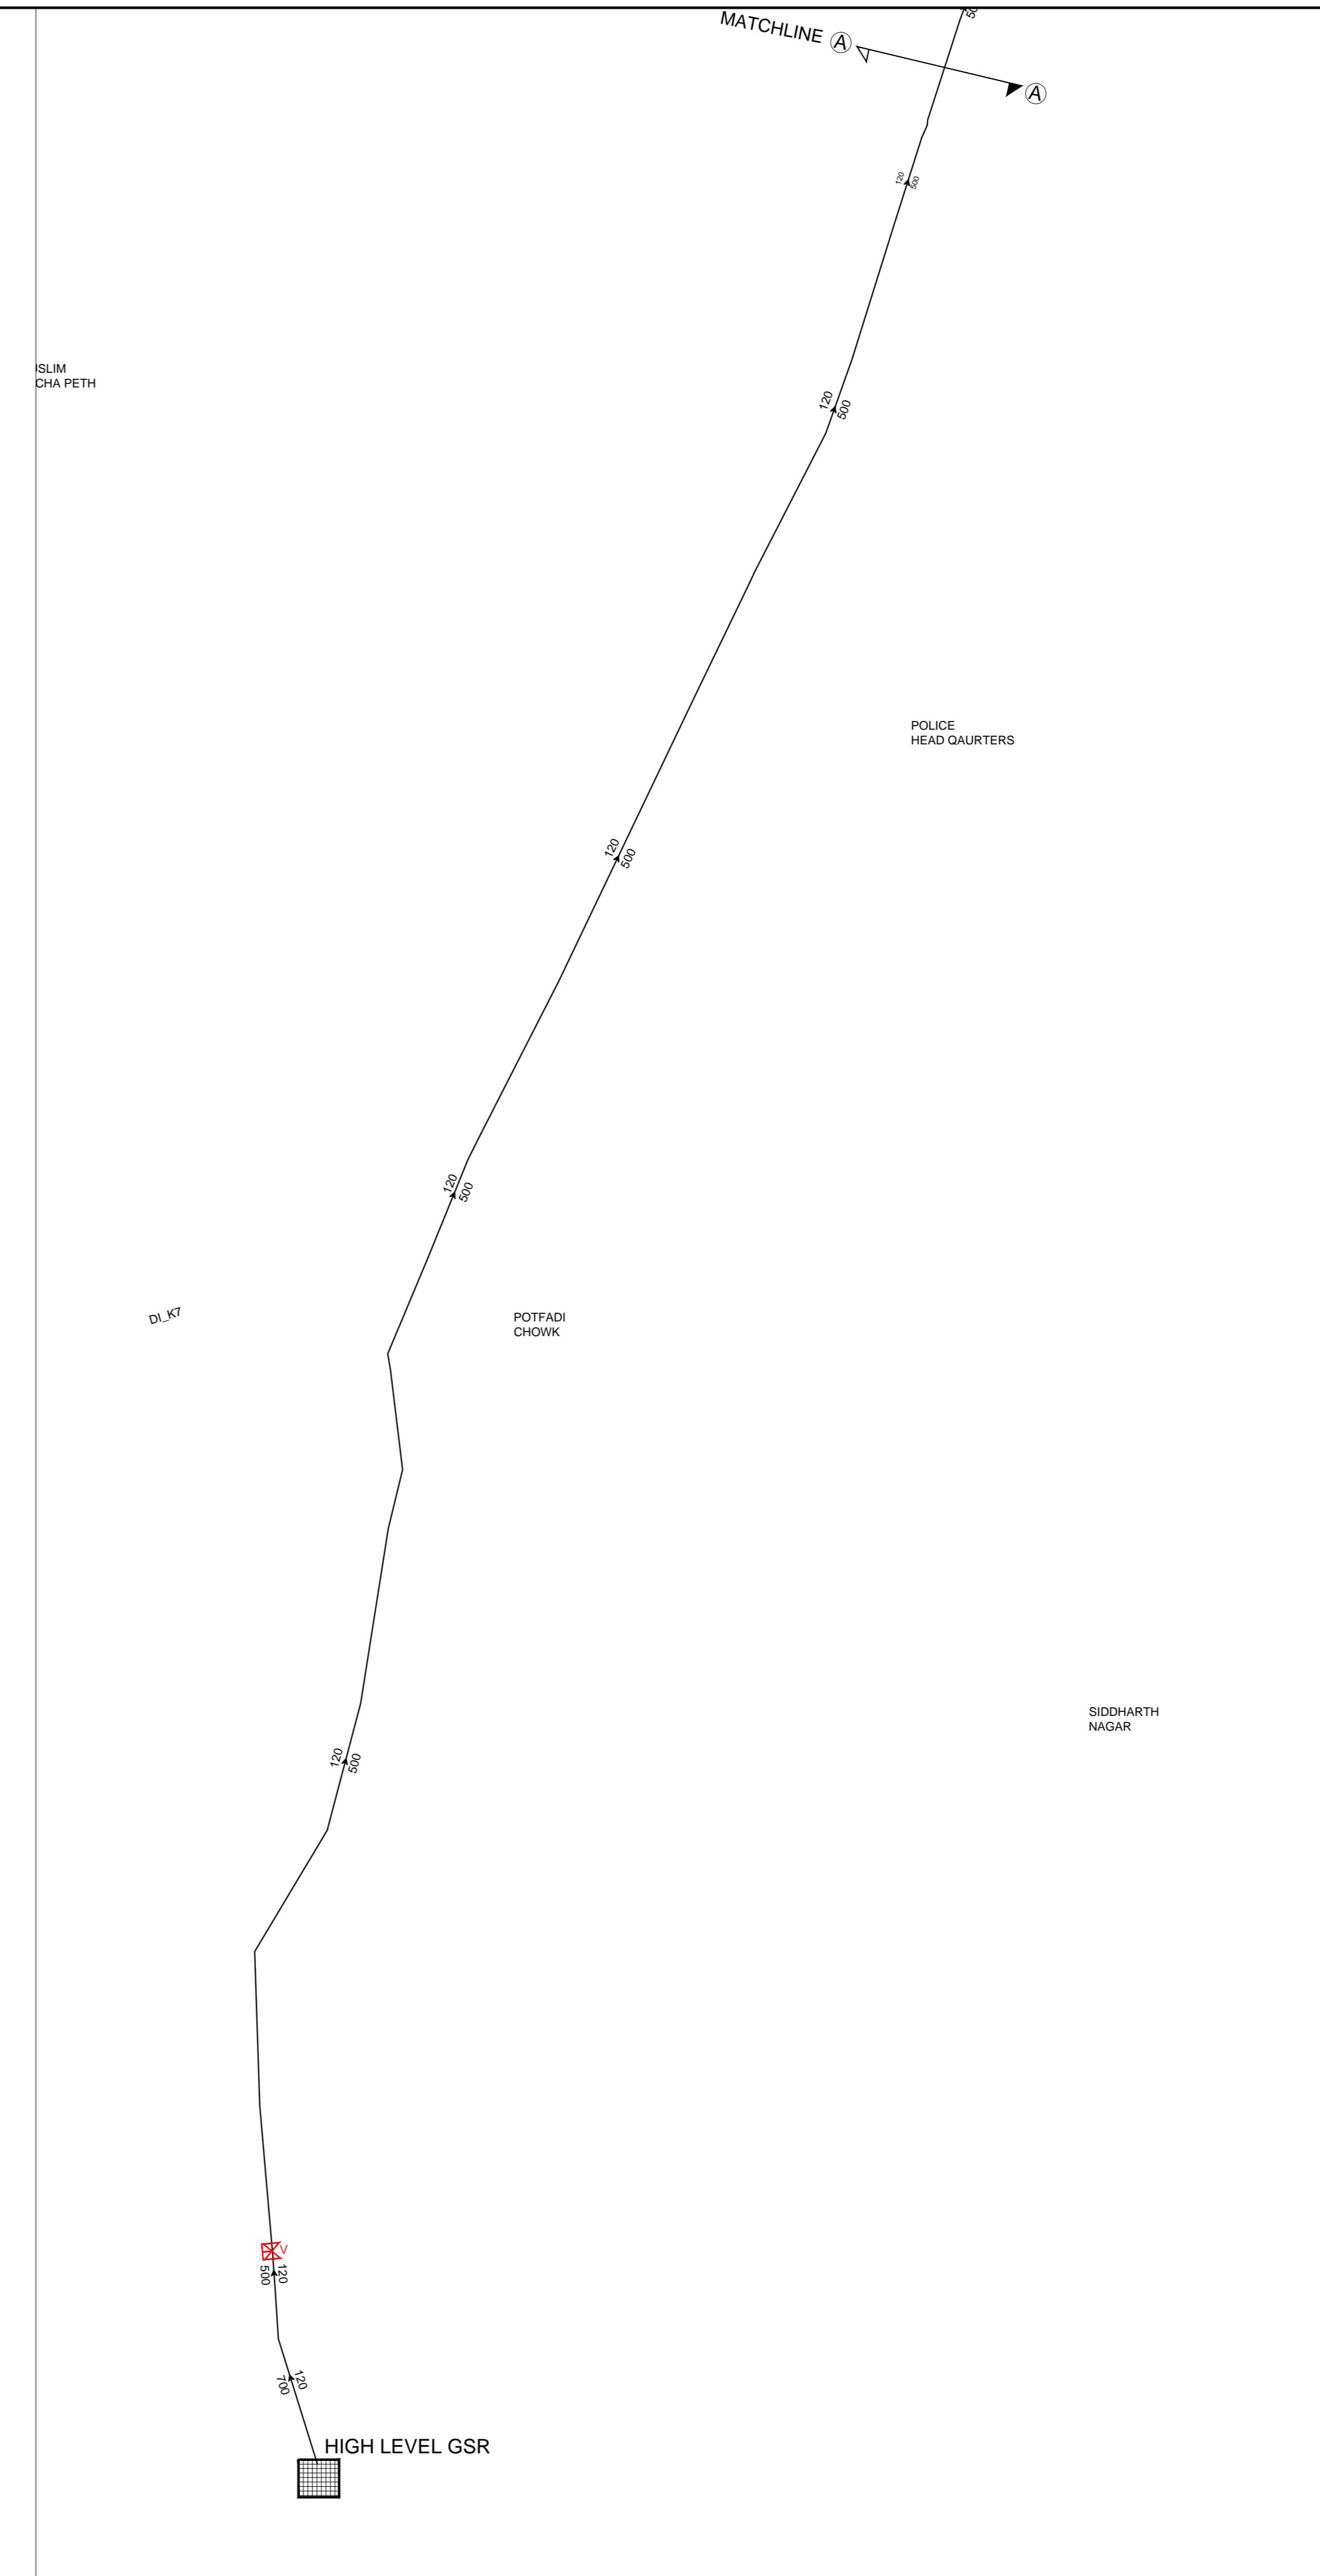 MATCHLINE A
A
120
500
ISLIM
CHA PETH
120
500
POLICE
HEAD QAURTERS
120
500
120
500
DI_K7
POTFADI
CHOWK
SIDDHARTH
NAGAR
120
500
V
500
120
700
120
HIGH LEVEL GSR